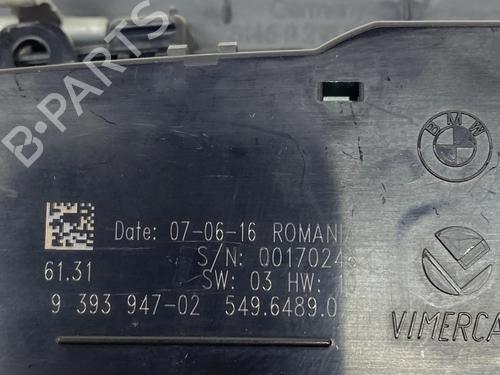 B-PARTS
BMW
Date: 07-06-16 ROMANI
S/N: Q017024
61.31
SW: 03 HW:
9 393 947-02 549.6489.0
VIMERCA